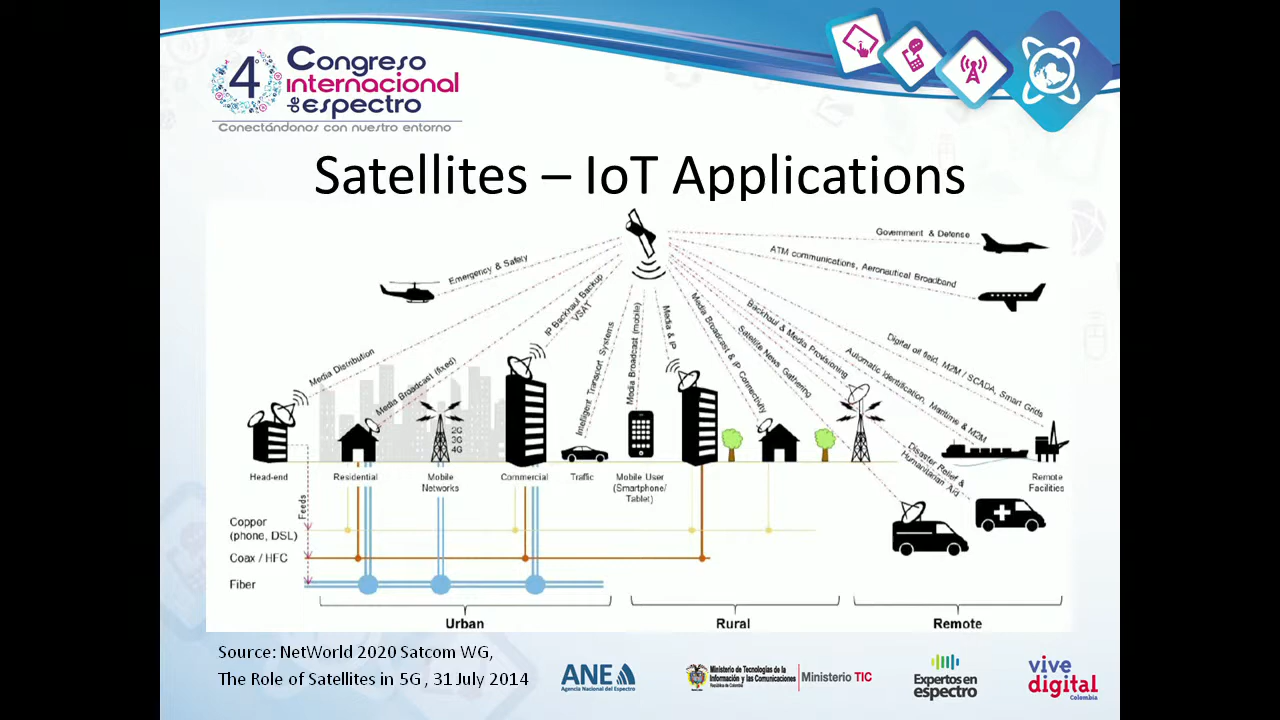 4°
Congreso
internacional
de espectro
Conectándonos con nuestro entorno
Satellites – IoT Applications
Government & Defence
ATM communications, Aeronautical Broadband
Emergency & Safety
IP Backhaul Backup
VSAT
Media Distribution
Media Broadcast (fixed)
Intelligent Transport Systems
Media Broadcast (mobile)
Media & IP
Media Broadcast & IP Connectivity
Satellite News Gathering
Backhaul & Media Provisioning
Automatic Identification, Maritime & M2M
Digital oil field, M2M / SCADA, Smart Grids
Disaster Relief &
Humanitarian Aid
2G
3G
4G
Head-end
Residential
Mobile
Networks
Commercial
Traffic
Mobile User
(Smartphone/
Tablet)
Remote
Facilities
Feeds
Coppor
(phone, DSL)
Coax / HFC
Fiber
Urban
Rural
Remote
Source: NetWorld 2020 Satcom WG,
The Role of Satellites in 5G , 31 July 2014
ANE
Agencia Nacional del Espectro
Ministerio de Tecnologías de la
Información y las Comunicaciones
República de Colombia
Ministerio TIC
Expertos en
espectro
vive
digital
Colombia